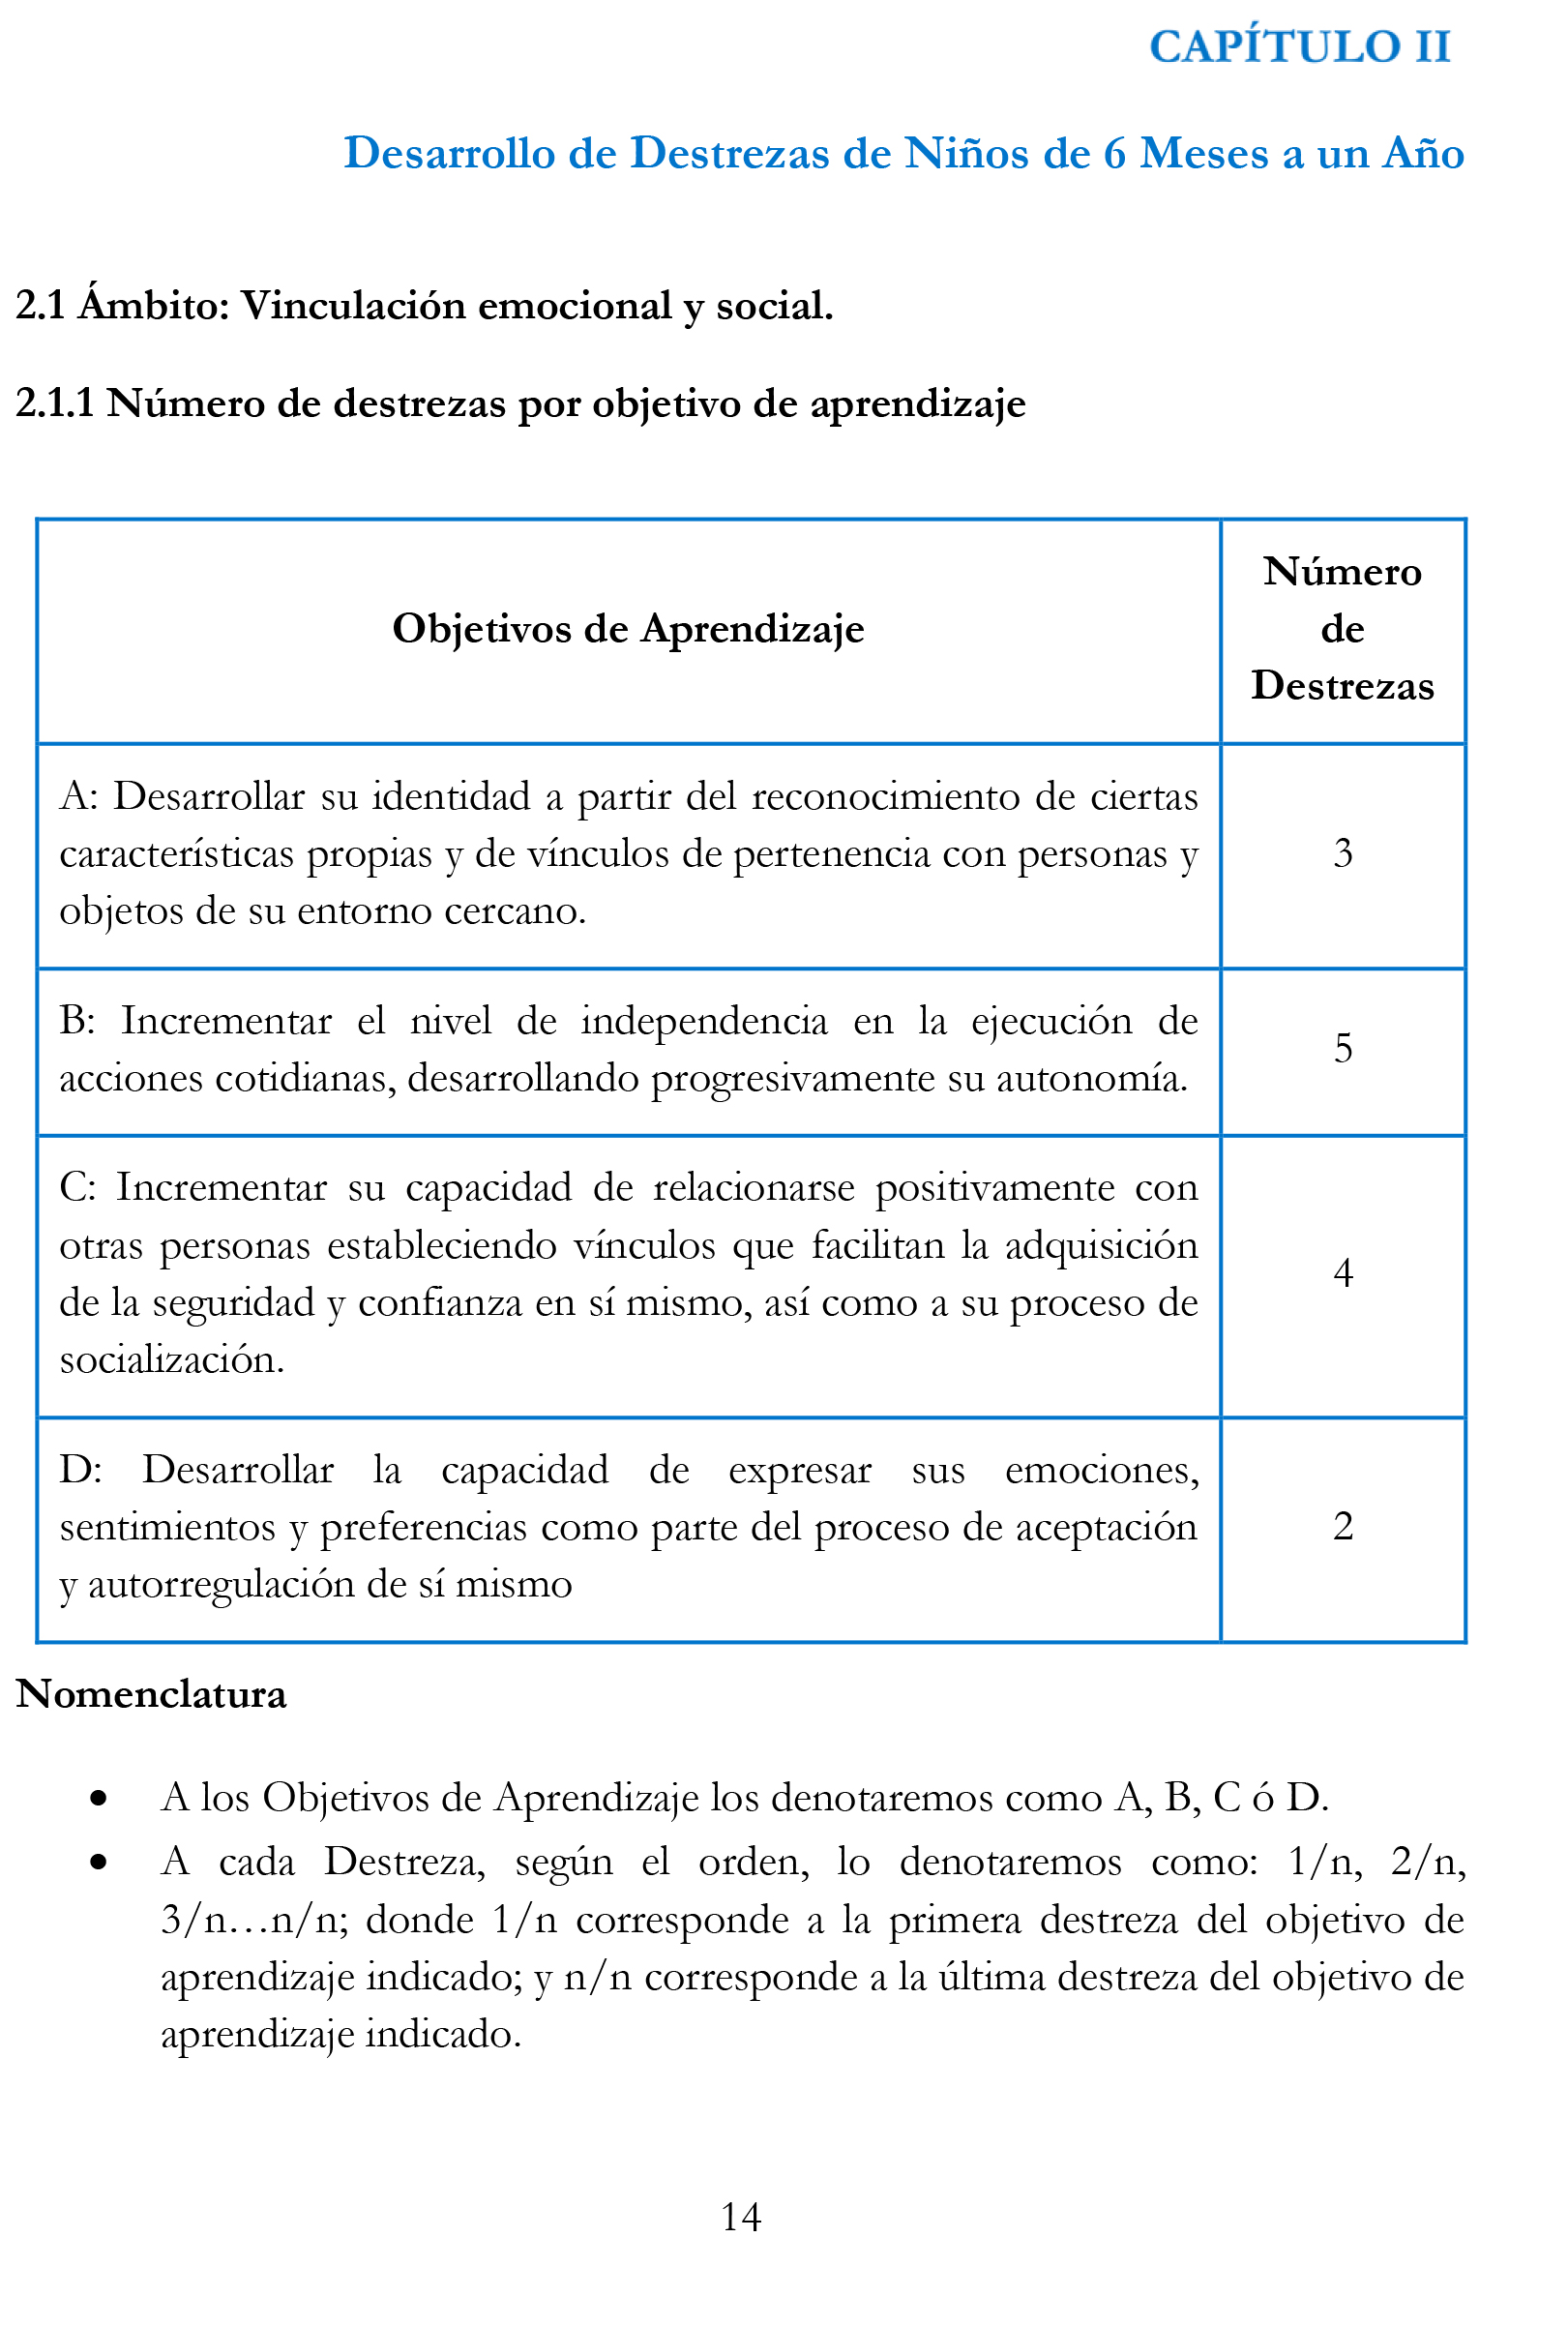 CAPÍTULO II
Desarrollo de Destrezas de Niños de 6 Meses a un Año
2.1 Ámbito: Vinculación emocional y social.
2.1.1 Número de destrezas por objetivo de aprendizaje
Objetivos de Aprendizaje
Número
de
Destrezas
A: Desarrollar su identidad a partir del reconocimiento de ciertas
características propias y de vínculos de pertenencia con personas y
objetos de su entorno cercano.
3
B: Incrementar el nivel de independencia en la ejecución de
acciones cotidianas, desarrollando progresivamente su autonomía.
5
C: Incrementar su capacidad de relacionarse positivamente con
otras personas estableciendo vínculos que facilitan la adquisición
de la seguridad y confianza en sí mismo, así como a su proceso de
socialización.
4
D: Desarrollar la capacidad de expresar sus emociones,
sentimientos y preferencias como parte del proceso de aceptación
y autorregulación de sí mismo
2
Nomenclatura
• A los Objetivos de Aprendizaje los denotaremos como A, B, C ó D.
• A cada Destreza, según el orden, lo denotaremos como: 1/n, 2/n,
3/n…n/n; donde 1/n corresponde a la primera destreza del objetivo de
aprendizaje indicado; y n/n corresponde a la última destreza del objetivo de
aprendizaje indicado.
14